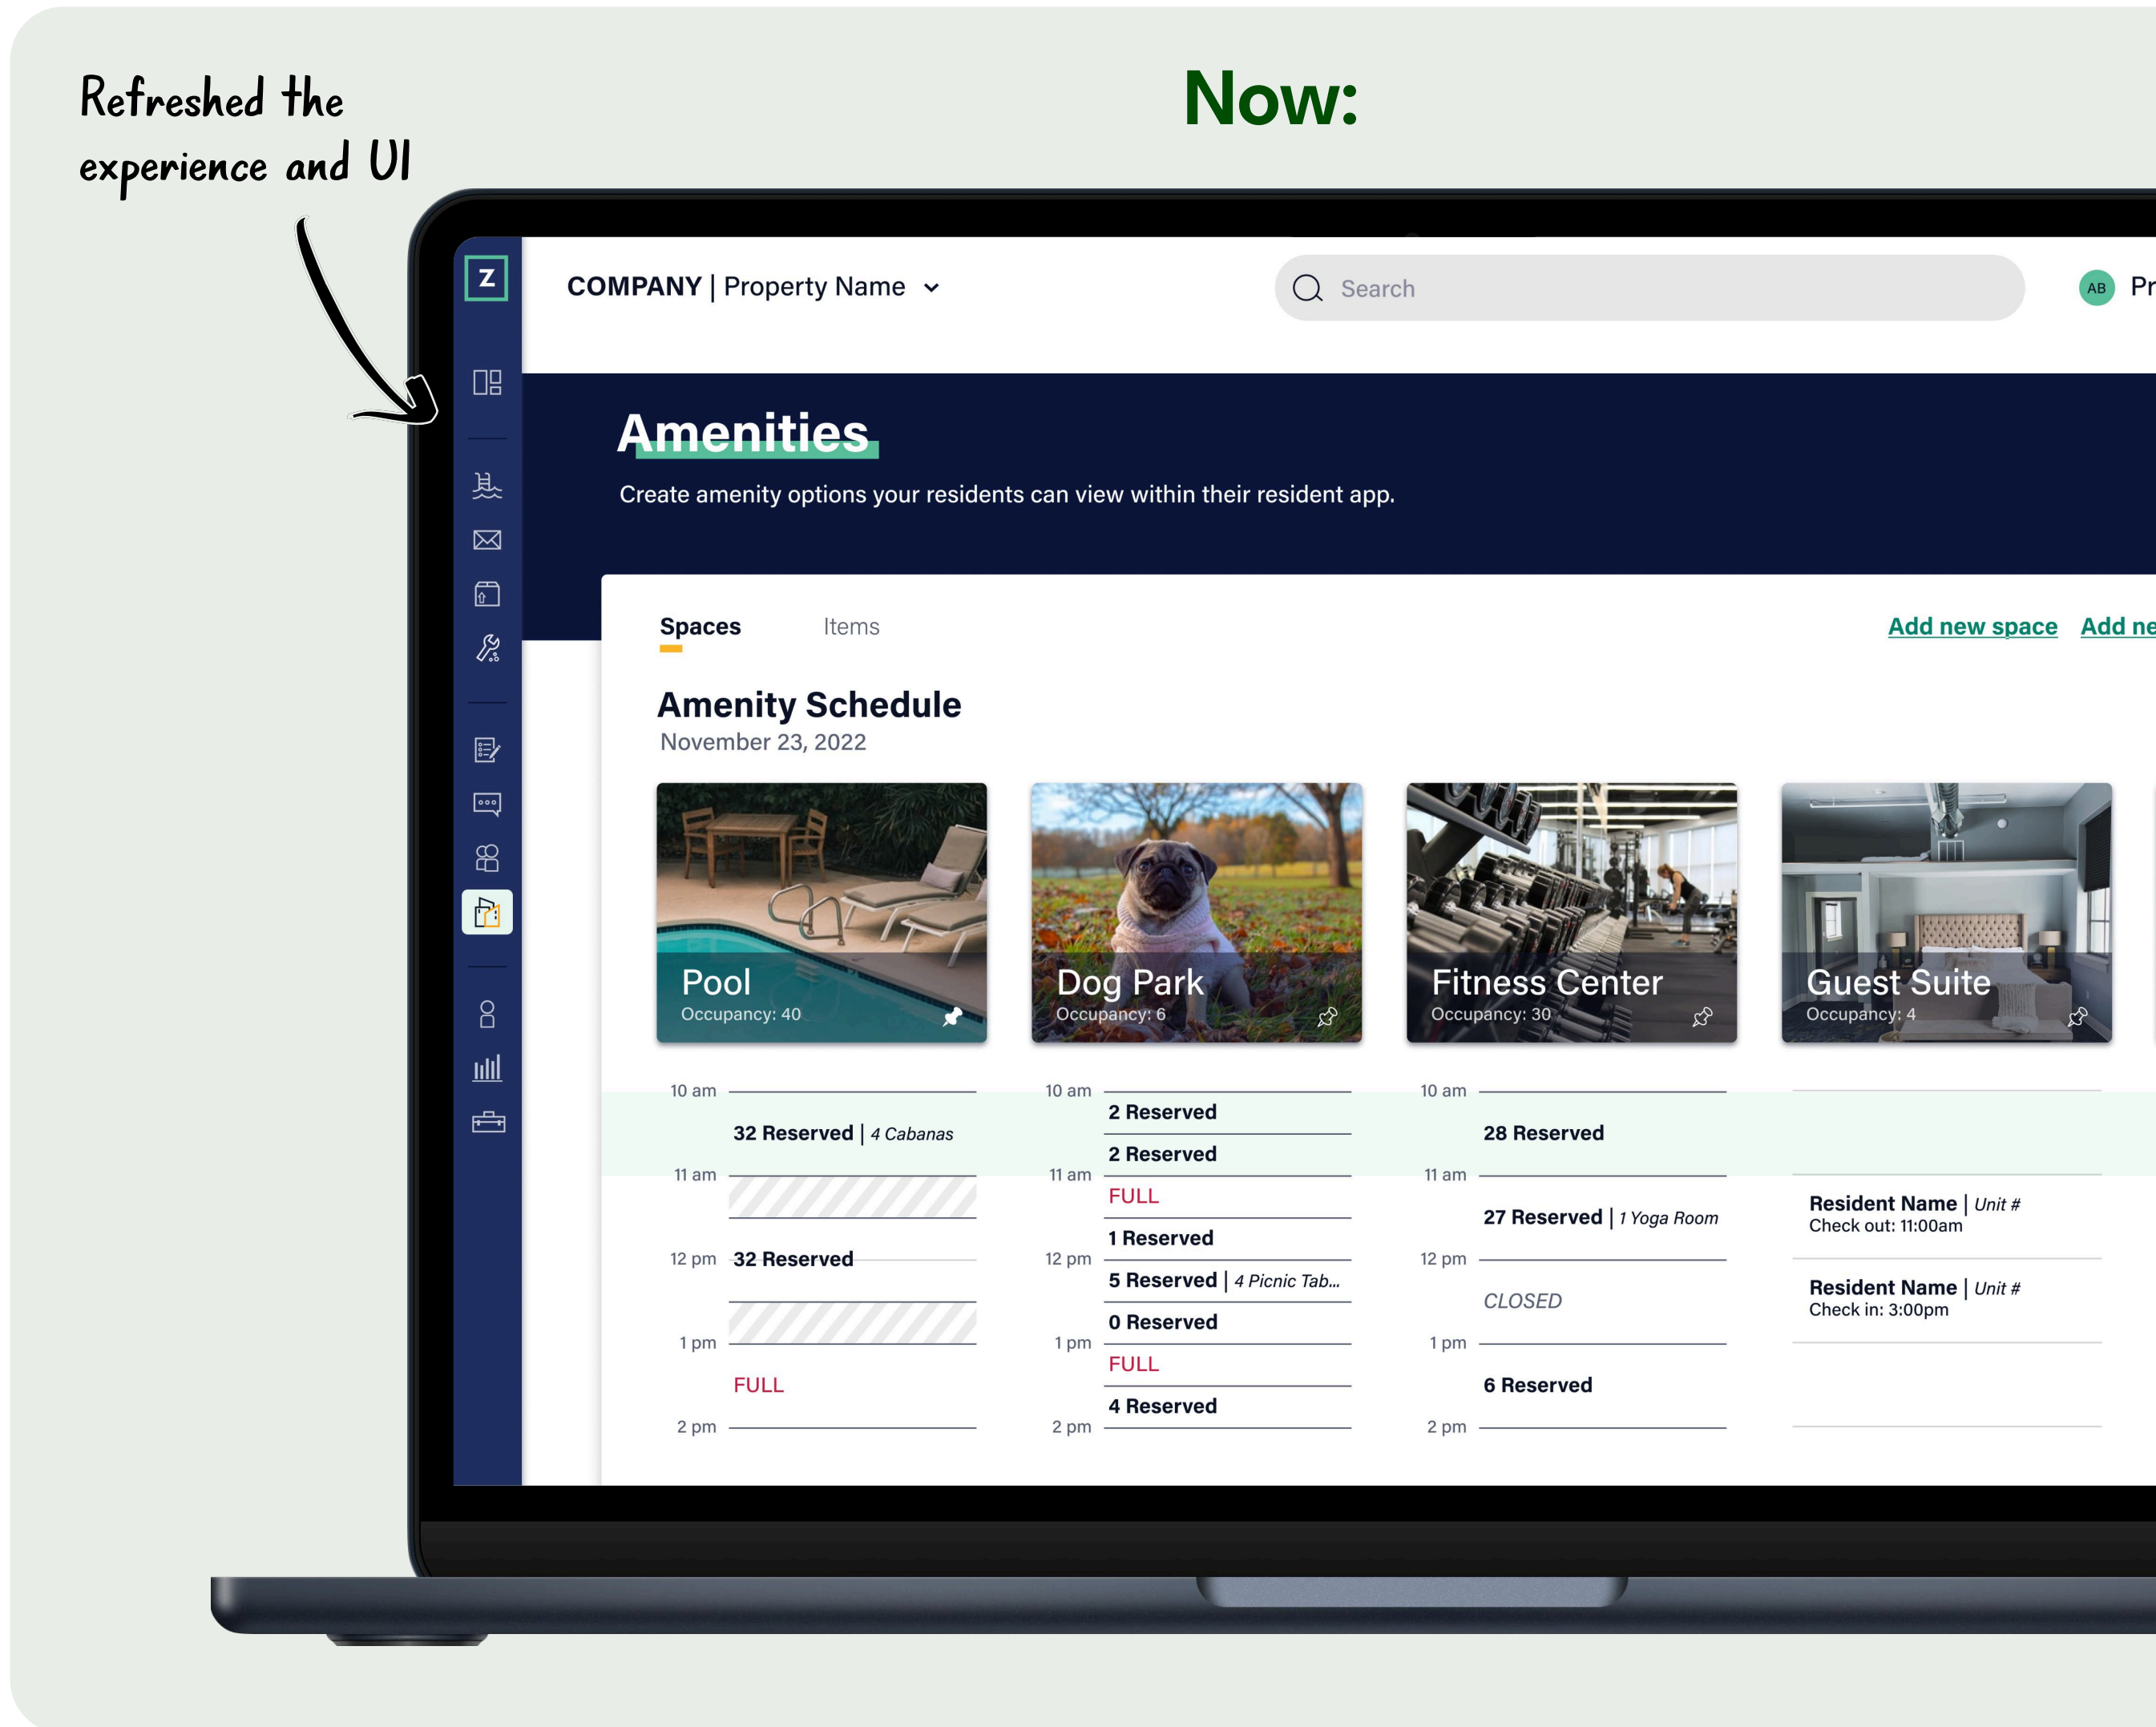 Refreshed the
experience and UI
Now:
Z
COMPANY | Property Name
Search
AB
Pr
Amenities
Create amenity options your residents can view within their resident app.
Spaces
Items
Add new space
Add ne
Amenity Schedule
November 23, 2022
Pool
Occupancy: 40
Dog Park
Occupancy: 6
Fitness Center
Occupancy: 30
Guest Suite
Occupancy: 4
10 am
32 Reserved | 4 Cabanas
11 am
12 pm
32 Reserved
1 pm
FULL
2 pm
10 am
2 Reserved
2 Reserved
11 am
FULL
1 Reserved
12 pm
5 Reserved | 4 Picnic Tab...
0 Reserved
1 pm
FULL
4 Reserved
2 pm
10 am
28 Reserved
11 am
27 Reserved | 1 Yoga Room
12 pm
CLOSED
1 pm
6 Reserved
2 pm
Resident Name | Unit #
Check out: 11:00am
Resident Name | Unit #
Check in: 3:00pm